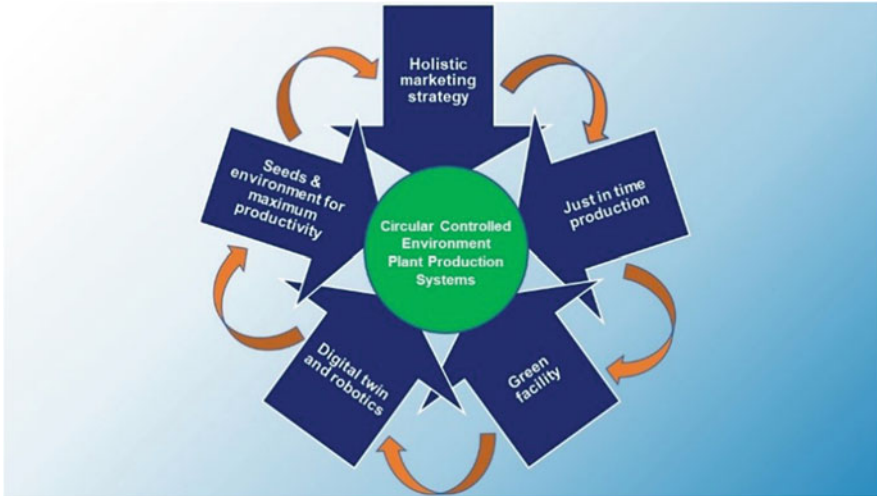 Holistic
marketing
strategy
Just in time
production
Green
facility
Digital twin
and robotics
Seeds &
environment for
maximum
productivity
Circular Controlled
Environment
Plant Production
Systems